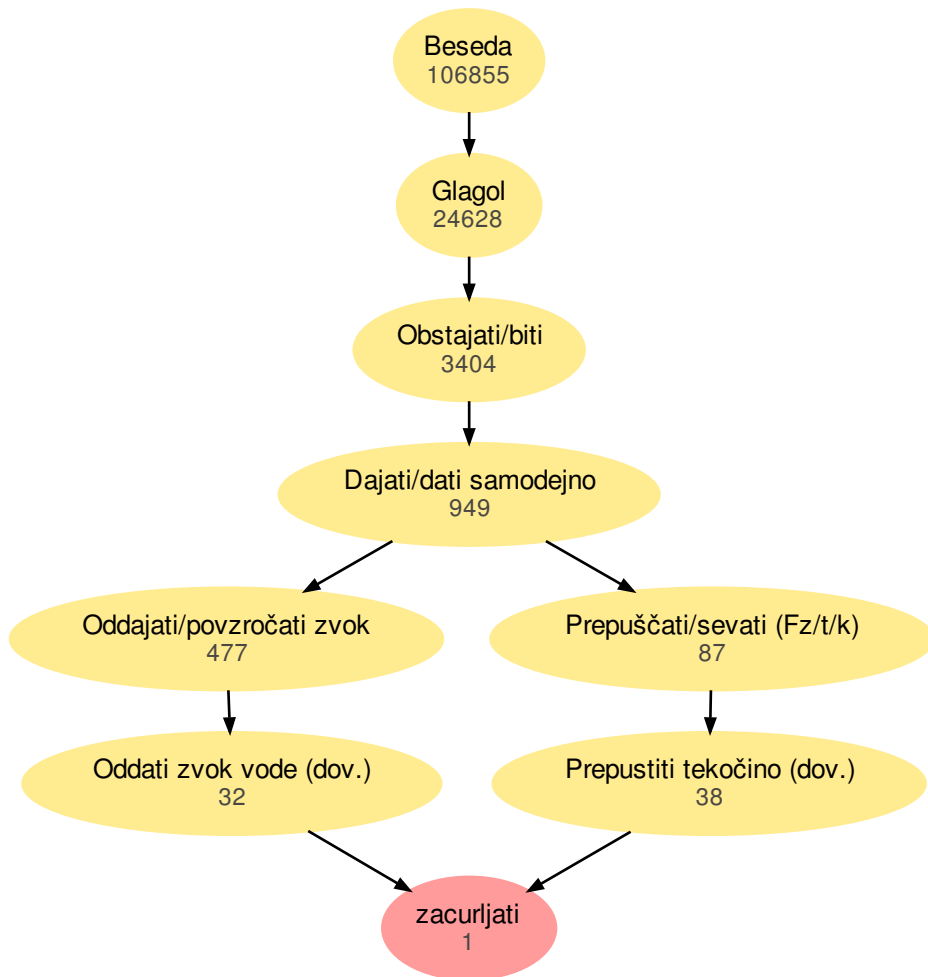 Beseda
106855
Glagol
24628
Obstajati/biti
3404
Dajati/dati samodejno
949
Oddajati/povzročati zvok
477
Prepuščati/sevati (Fz/t/k)
87
Oddati zvok vode (dov.)
32
Prepustiti tekočino (dov.)
38
zacurljati
1